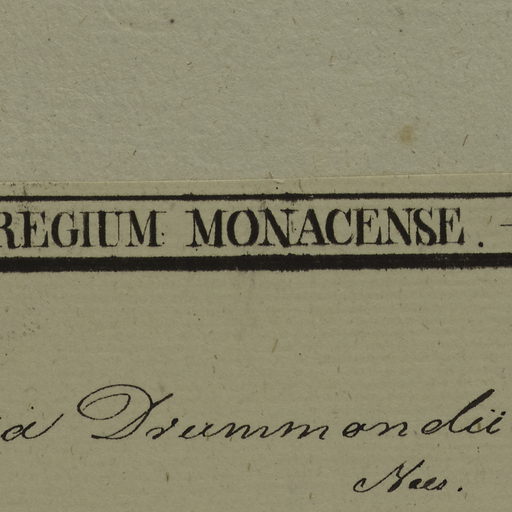 REGIUM MONACENSE. -
a Drummondii
Nees.